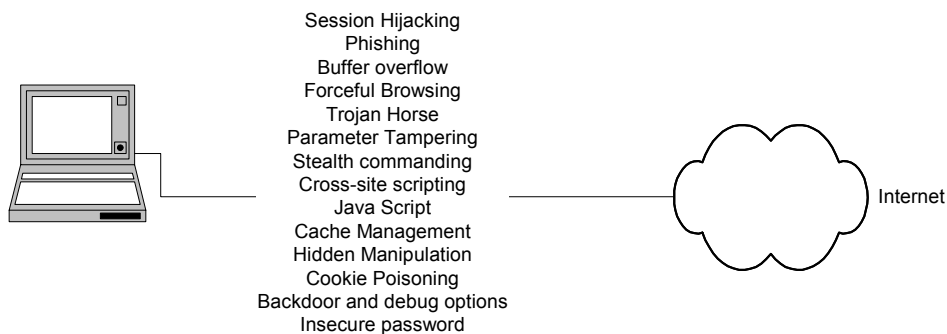 Session Hijacking
Phishing
Buffer overflow
Forceful Browsing
Trojan Horse
Parameter Tampering
Stealth commanding
Cross-site scripting
Java Script
Cache Management
Hidden Manipulation
Cookie Poisoning
Backdoor and debug options
Insecure password
Internet